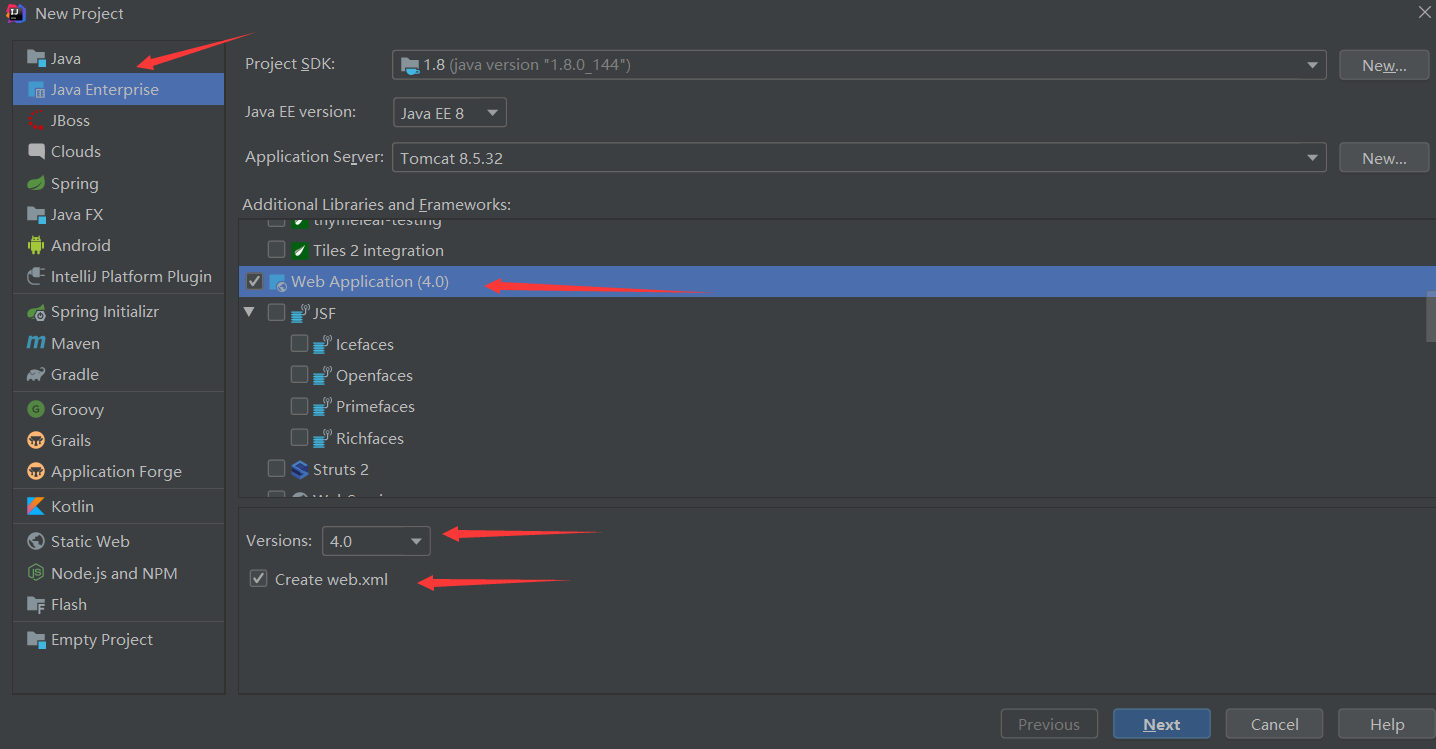 New Project
Java
Java Enterprise
JBoss
Clouds
Spring
Java FX
Android
IntelliJ Platform Plugin
Spring Initializr
Maven
Gradle
Groovy
Grails
Application Forge
Kotlin
Static Web
Node.js and NPM
Flash
Empty Project
Project SDK: 1.8 (java version "1.8.0_144") New...
Java EE version: Java EE 8
Application Server: Tomcat 8.5.32 New...
Additional Libraries and Frameworks:
thymeleaf-testing
Tiles 2 integration
Web Application (4.0)
JSF
Icefaces
Openfaces
Primefaces
Richfaces
Struts 2
Versions: 4.0
Create web.xml
Previous Next Cancel Help